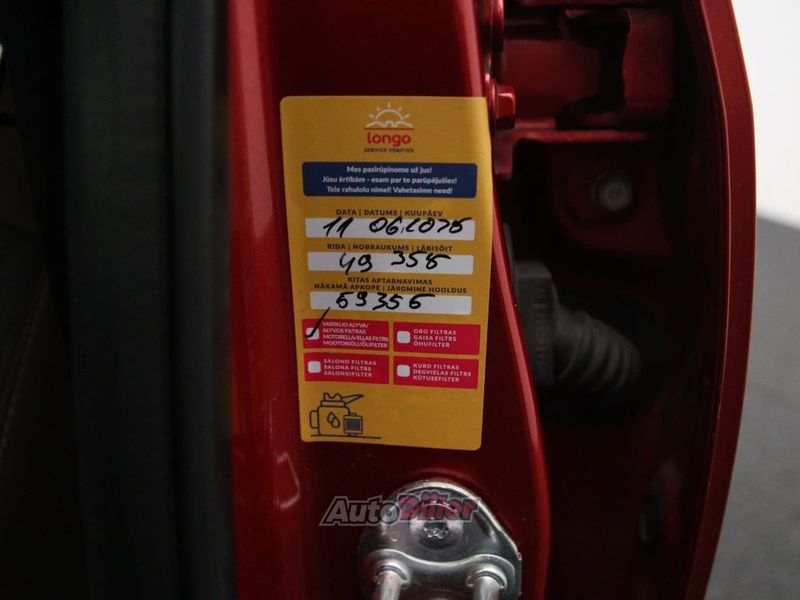 longo
SERVICE VERIFIED
Mes pasirūpinome už jus!
Jūsu ērtībām - esam par to parūpējušies!
Teie rahulolu nimel! Vahetasime need!
DATA | DATUMS | KUUPÄEV
11 06.2025
RIDA | NOBRAUKUMS | LÄBISÕIT
49 356
KITAS APTARNAVIMAS
NĀKAMĀ APKOPE | JÄRGMINE HOOLDUS
59356
VARIKLIO ALYVA/
ALYVOS FILTRAS
MOTOREĻĻA/EĻĻAS FILTRS
MOOTORIÕLI/ÕLIFILTER
ORO FILTRAS
GAISA FILTRS
ÕHUFILTER
SALONO FILTRAS
SALONA FILTRS
SALONGIFILTER
KURO FILTRAS
DEGVIELAS FILTRS
KÜTUSEFILTER
AutoDiiler